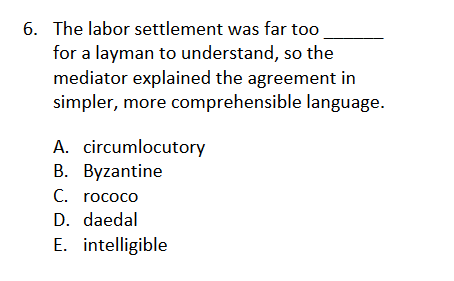 6. The labor settlement was far too ______
for a layman to understand, so the
mediator explained the agreement in
simpler, more comprehensible language.
A. circumlocutory
B. Byzantine
C. rococo
D. daedal
E. intelligible